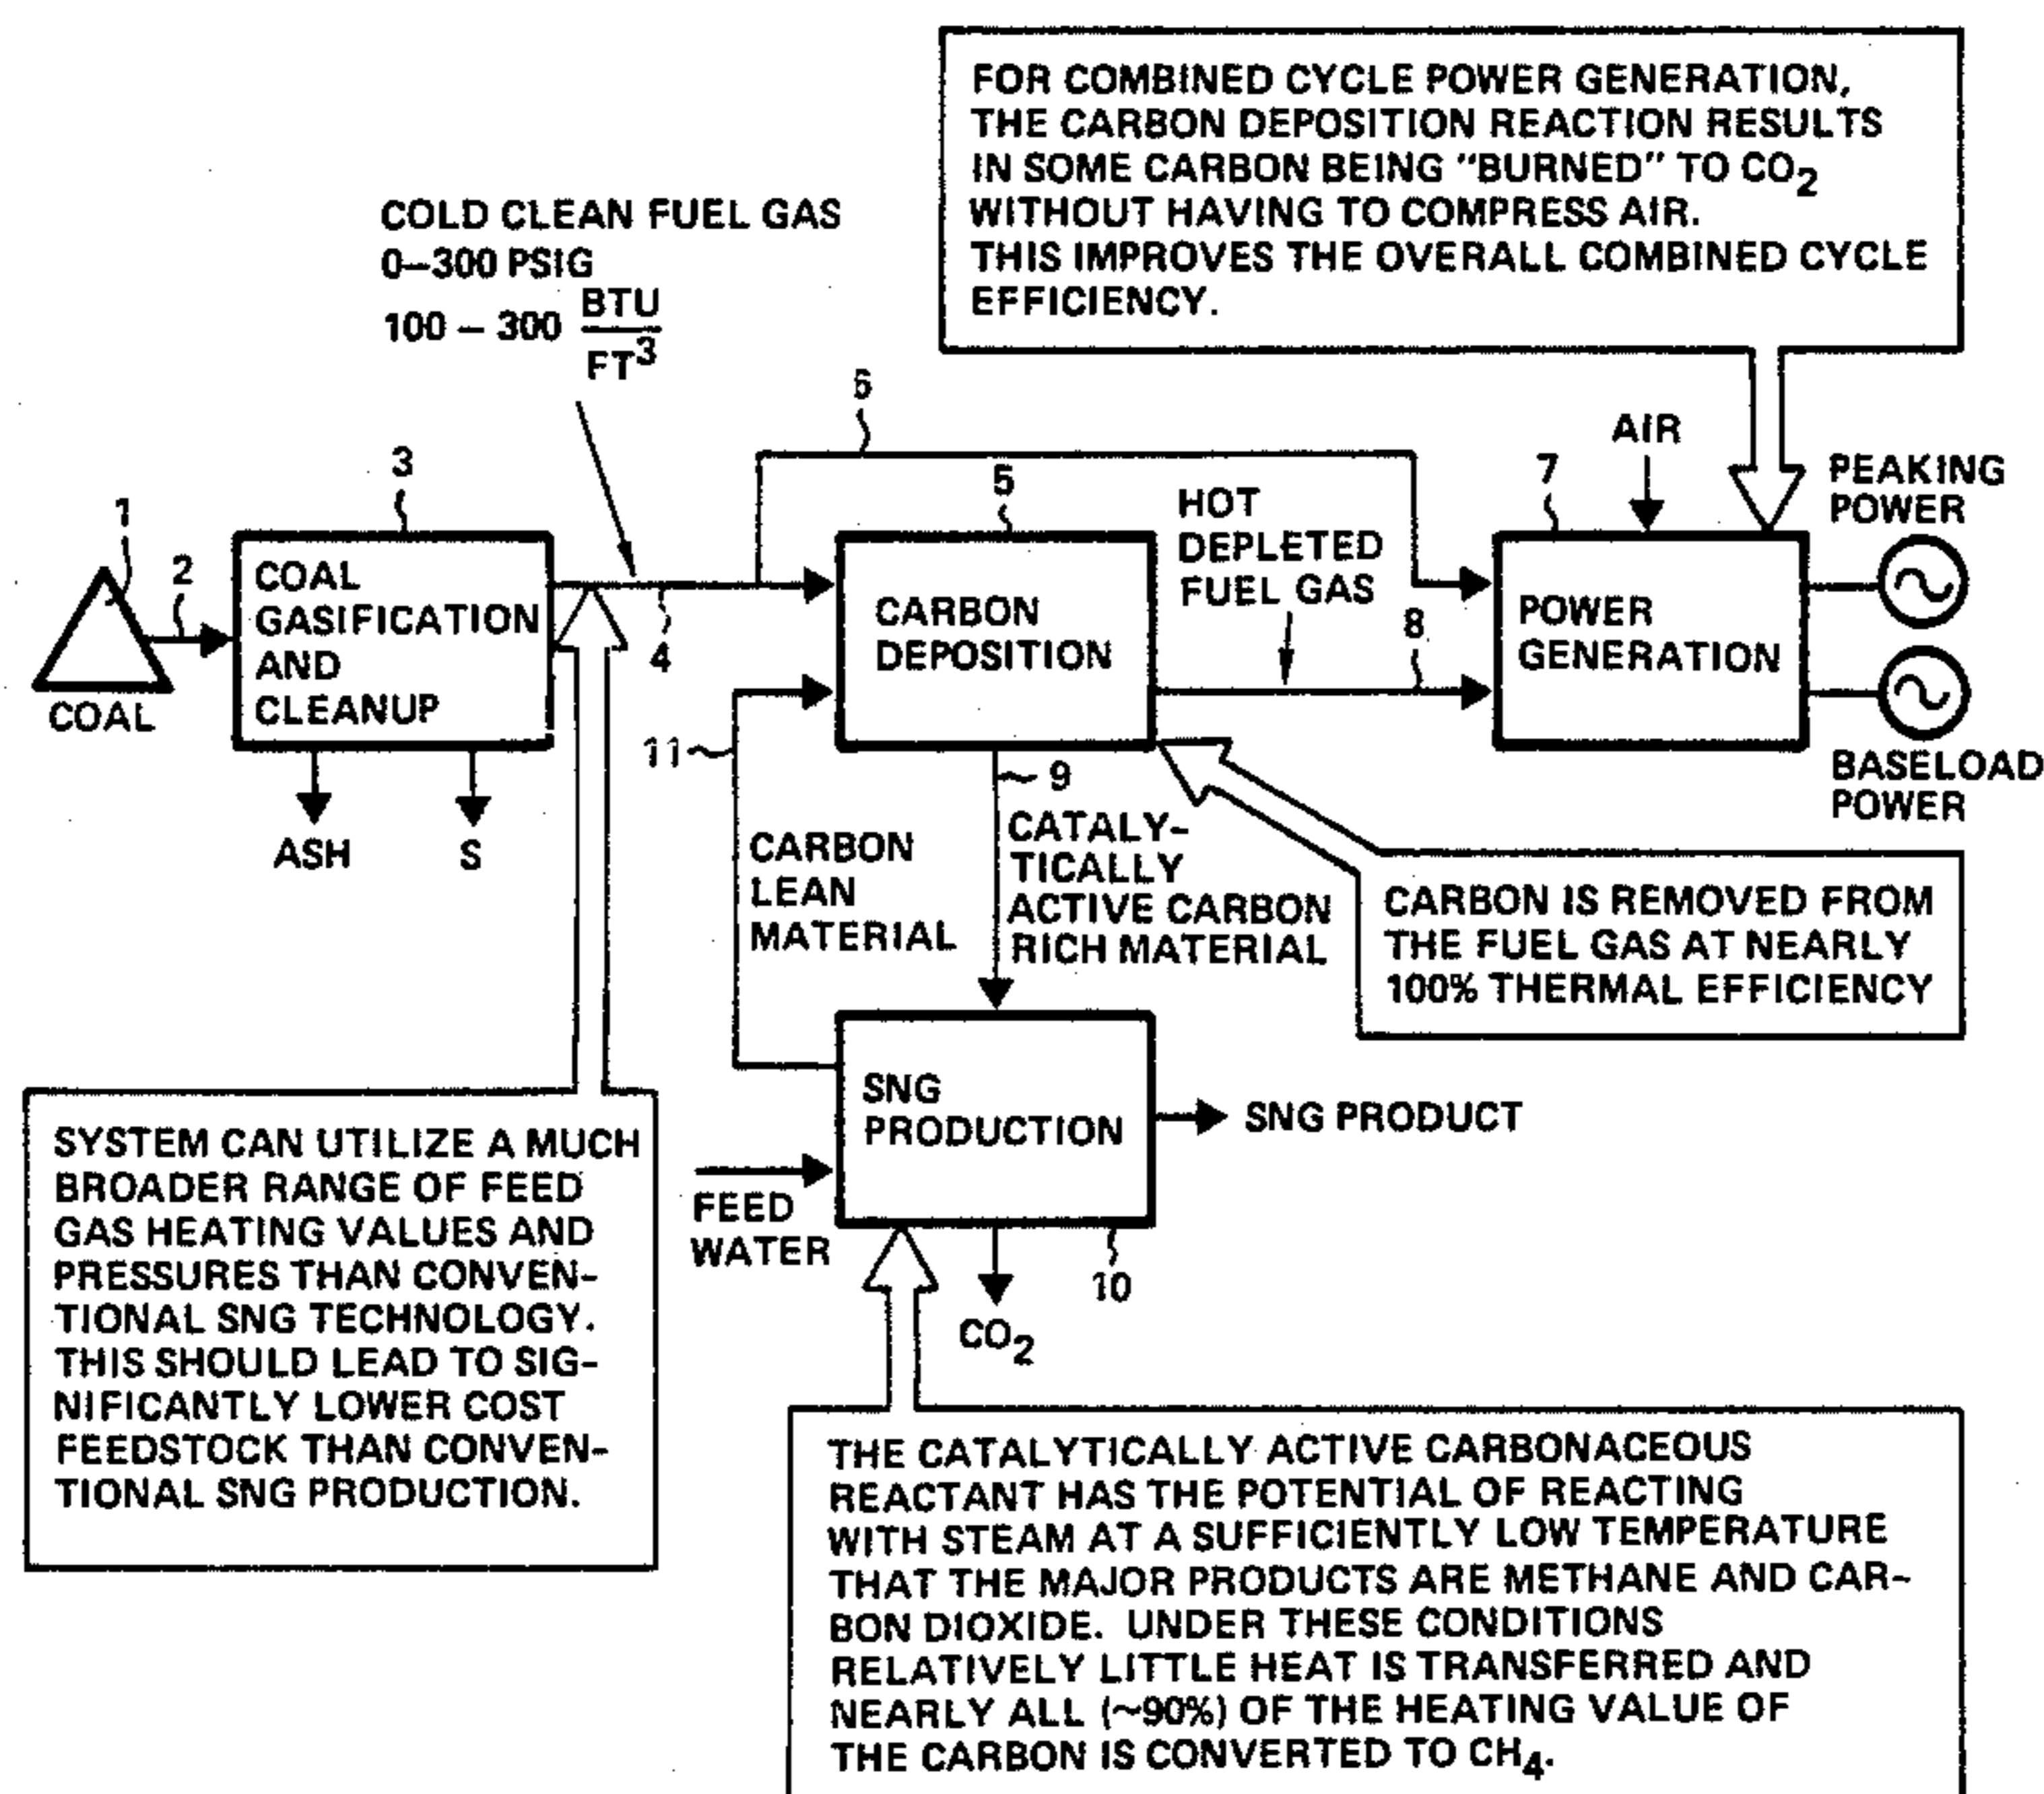 FOR COMBINED CYCLE POWER GENERATION,
THE CARBON DEPOSITION REACTION RESULTS
IN SOME CARBON BEING "BURNED" TO CO2
WITHOUT HAVING TO COMPRESS AIR.
THIS IMPROVES THE OVERALL COMBINED CYCLE
EFFICIENCY.
COLD CLEAN FUEL GAS
0–300 PSIG
100 – 300 BTU
FT3
6
AIR
3
5
7
PEAKING
POWER
HOT
DEPLETED
FUEL GAS
1
2
COAL
COAL
GASIFICATION
AND
CLEANUP
4
CARBON
DEPOSITION
8
POWER
GENERATION
BASELOAD
POWER
ASH
S
11
9
CARBON
LEAN
MATERIAL
CATALY-
TICALLY
ACTIVE CARBON
RICH MATERIAL
CARBON IS REMOVED FROM
THE FUEL GAS AT NEARLY
100% THERMAL EFFICIENCY
SNG
PRODUCTION
SNG PRODUCT
FEED
WATER
CO2
10
SYSTEM CAN UTILIZE A MUCH
BROADER RANGE OF FEED
GAS HEATING VALUES AND
PRESSURES THAN CONVEN-
TIONAL SNG TECHNOLOGY.
THIS SHOULD LEAD TO SIG-
NIFICANTLY LOWER COST
FEEDSTOCK THAN CONVEN-
TIONAL SNG PRODUCTION.
THE CATALYTICALLY ACTIVE CARBONACEOUS
REACTANT HAS THE POTENTIAL OF REACTING
WITH STEAM AT A SUFFICIENTLY LOW TEMPERATURE
THAT THE MAJOR PRODUCTS ARE METHANE AND CAR-
BON DIOXIDE. UNDER THESE CONDITIONS
RELATIVELY LITTLE HEAT IS TRANSFERRED AND
NEARLY ALL (~90%) OF THE HEATING VALUE OF
THE CARBON IS CONVERTED TO CH4.